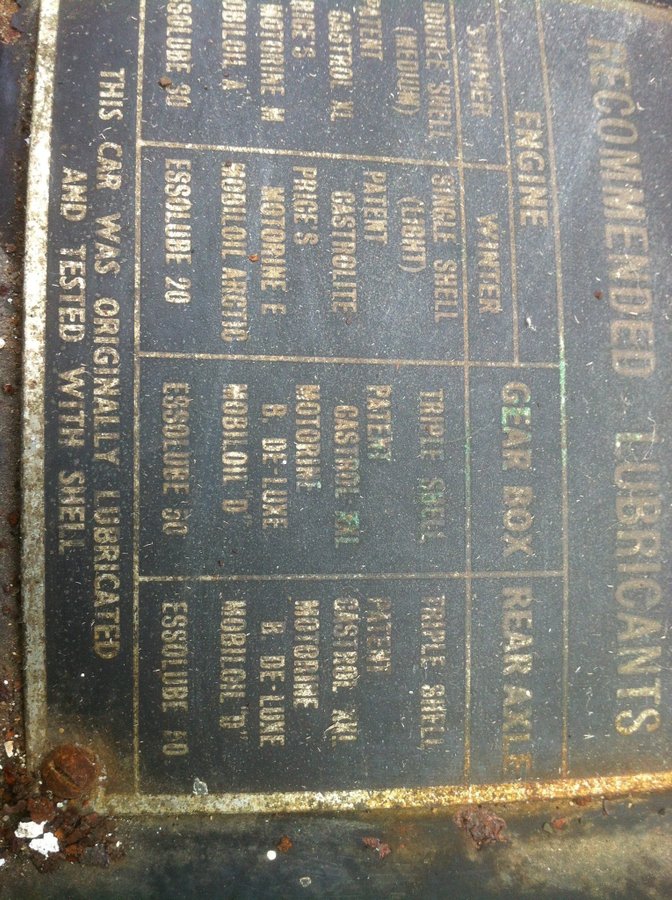 RECOMMENDED LUBRICANTS
ENGINE
GEAR BOX
REAR AXLE
SUMMER
WINTER
DOUBLE SHELL
(MEDIUM)
PATENT
CASTROL XL
PRICE'S
MOTORINE M
MOBILOIL A
ESSOLUBE 30
SINGLE SHELL
(LIGHT)
PATENT
CASTROLITE
PRICE'S
MOTORINE E
MOBILOIL ARCTIC
ESSOLUBE 20
TRIPLE SHELL
PATENT
CASTROL XXL
MOTORINE
B. DE-LUXE
MOBILOIL "D"
ESSOLUBE 50
TRIPLE SHELL
PATENT
CASTROL XXL
MOTORINE
B. DE-LUXE
MOBILOIL "D"
ESSOLUBE
THIS CAR WAS ORIGINALLY LUBRICATED
AND TESTED WITH SHELL